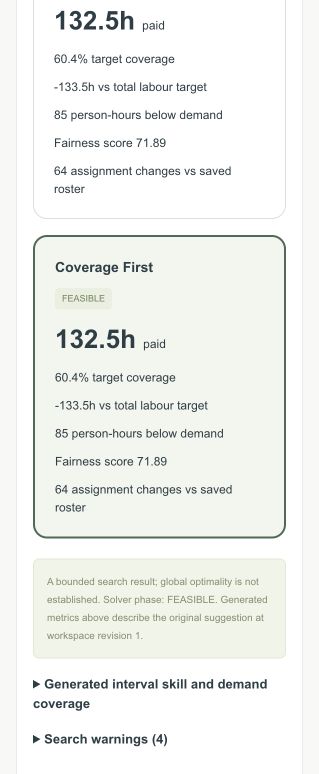 132.5h paid
60.4% target coverage
-133.5h vs total labour target
85 person-hours below demand
Fairness score 71.89
64 assignment changes vs saved
roster
Coverage First
FEASIBLE
132.5h paid
60.4% target coverage
-133.5h vs total labour target
85 person-hours below demand
Fairness score 71.89
64 assignment changes vs saved
roster
A bounded search result; global optimality is not
established. Solver phase: FEASIBLE. Generated
metrics above describe the original suggestion at
workspace revision 1.
Generated interval skill and demand
coverage
Search warnings (4)